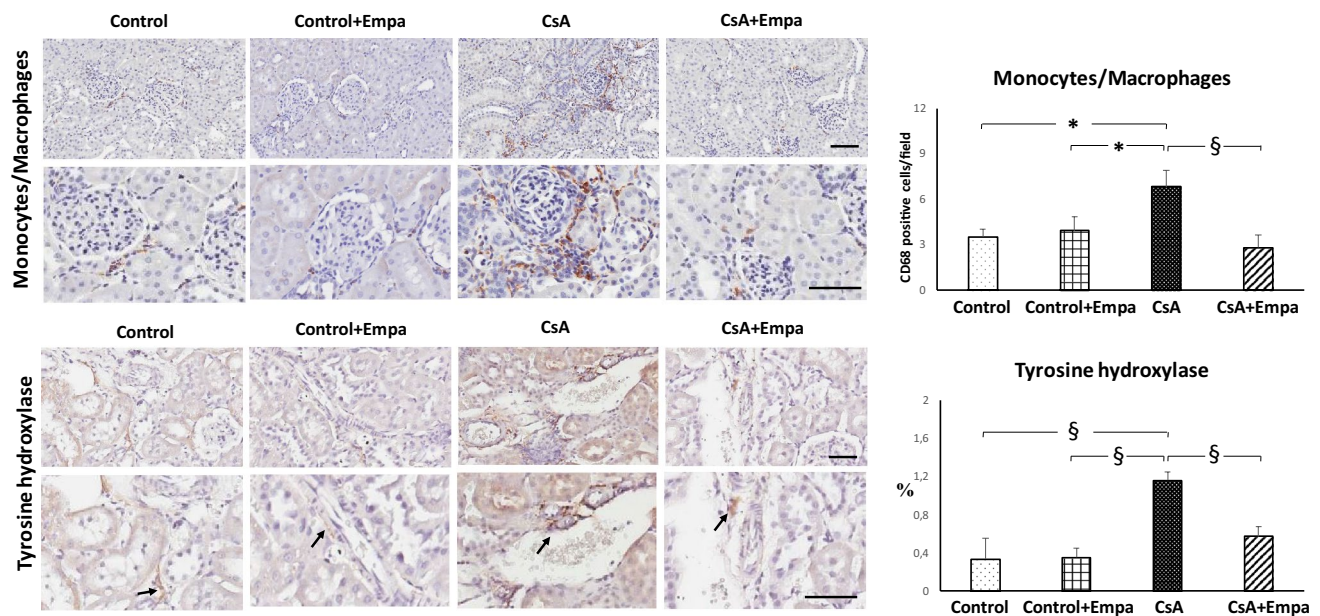 Control Control+Empa CsA CsA+Empa
Monocytes/Macrophages
Monocytes/Macrophages
CD68 positive cells/field
12
9
6
3
0
* * §
Control Control+Empa CsA CsA+Empa
Control Control+Empa CsA CsA+Empa
Tyrosine hydroxylase
Tyrosine hydroxylase
%
2
1,6
1,2
0,8
0,4
0
§ § §
Control Control+Empa CsA CsA+Empa